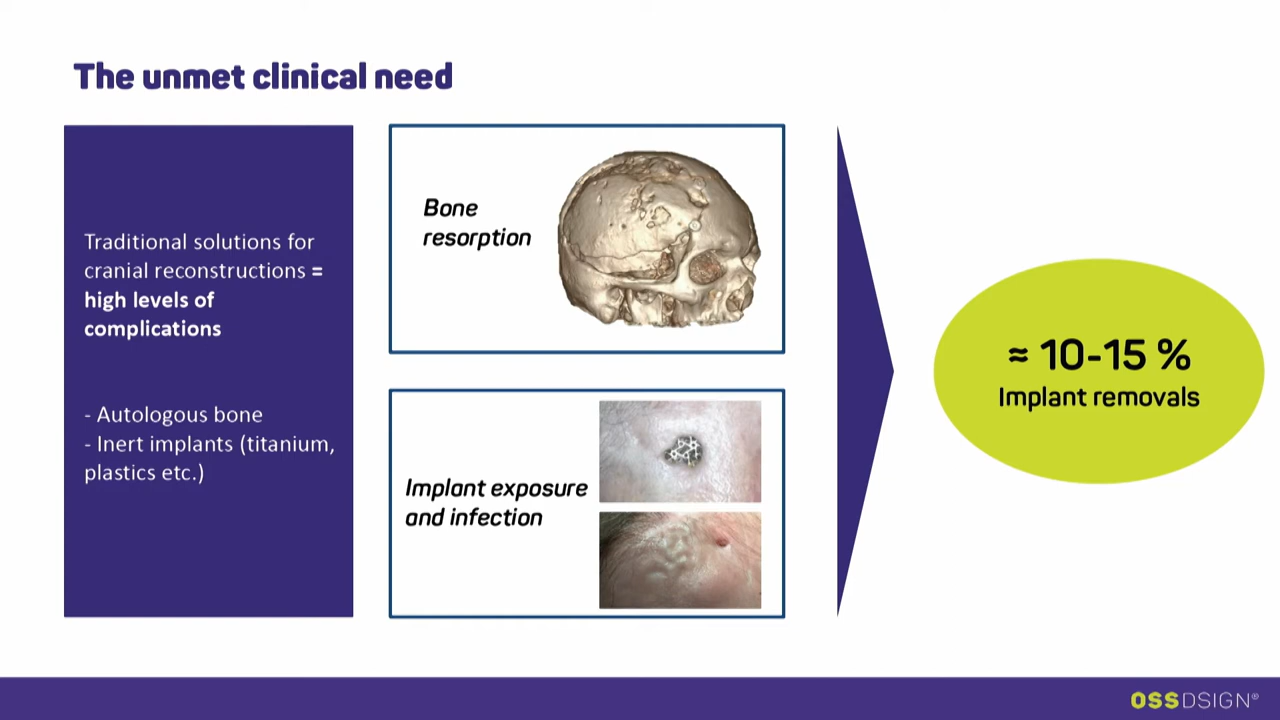 The unmet clinical need
Traditional solutions for
cranial reconstructions =
high levels of
complications
- Autologous bone
- Inert implants (titanium,
plastics etc.)
Bone
resorption
Implant exposure
and infection
≈ 10-15 %
Implant removals
OSSDSIGN®